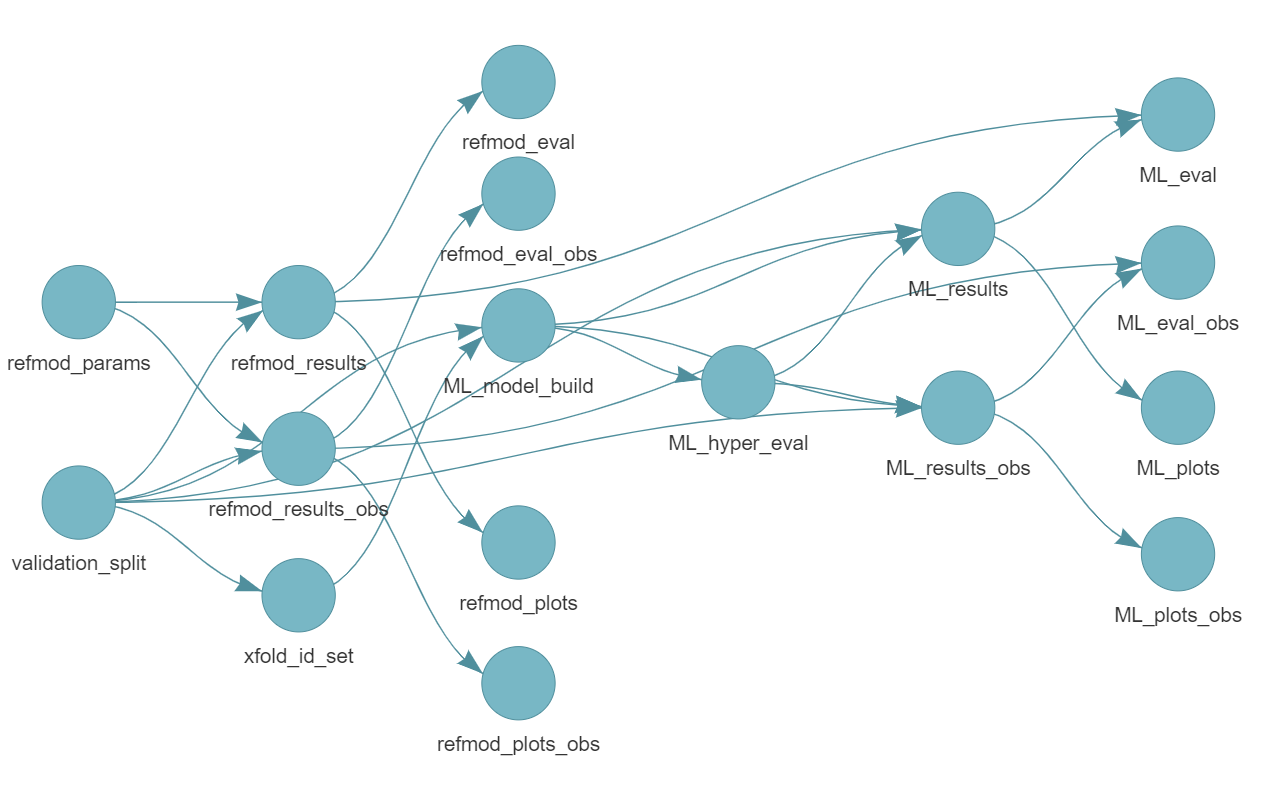 refmod_eval
ML_eval
refmod_eval_obs
ML_results
ML_eval_obs
refmod_params
refmod_results
ML_model_build
ML_hyper_eval
ML_results_obs
ML_plots
refmod_results_obs
validation_split
refmod_plots
ML_plots_obs
xfold_id_set
refmod_plots_obs